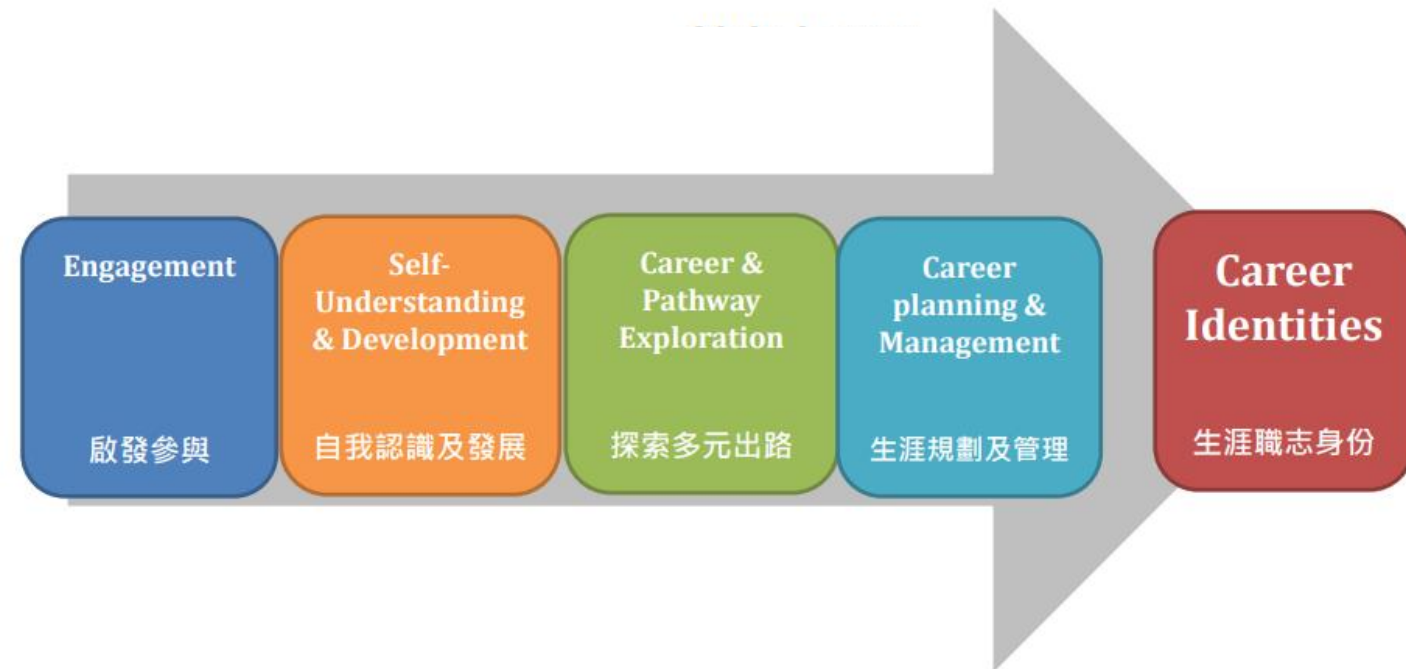 Engagement
啟發參與
Self-
Understanding
& Development
自我認識及發展
Career &
Pathway
Exploration
探索多元出路
Career
planning &
Management
生涯規劃及管理
Career
Identities
生涯職志身份